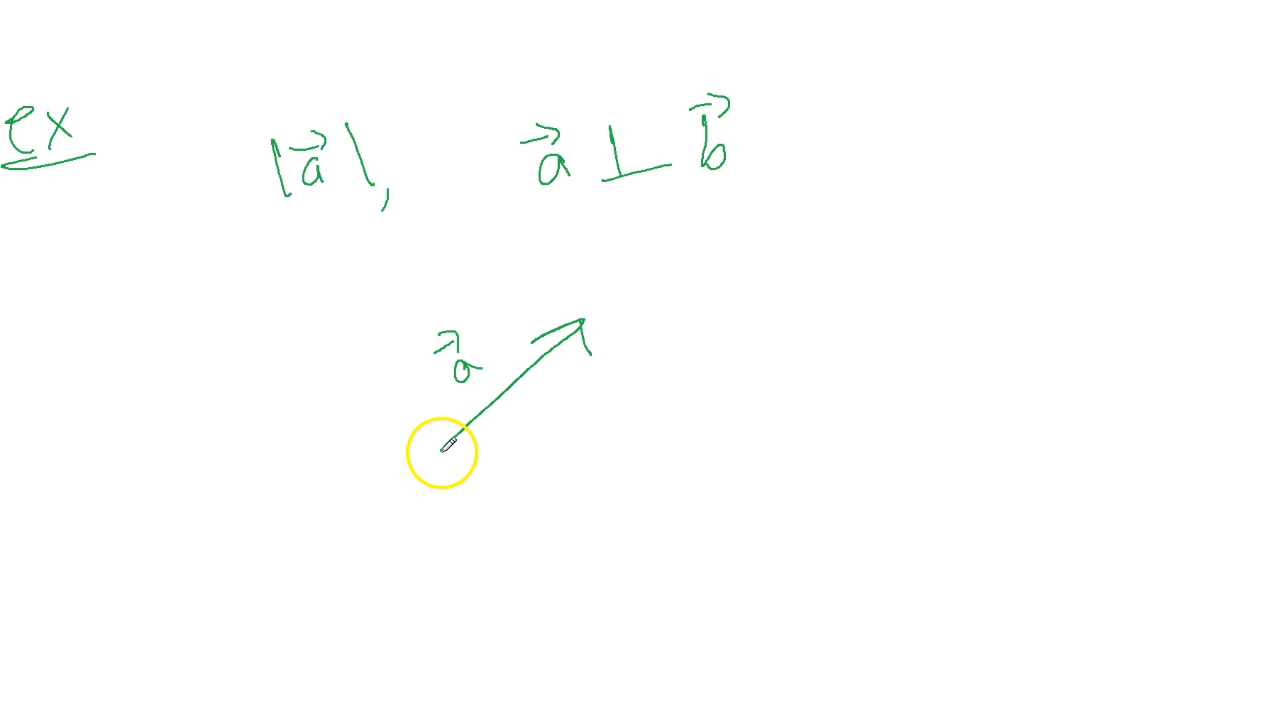 ex |a⃗|, a⃗ ⊥ b⃗
a⃗